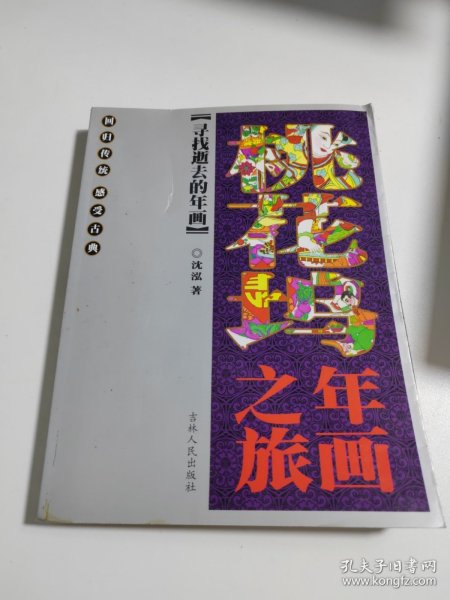 桃花坞
年画
之旅
【寻找逝去的年画】
◎沈泓著
吉林人民出版社
回归传统 感受古典
孔夫子旧书网
www.kongfz.com